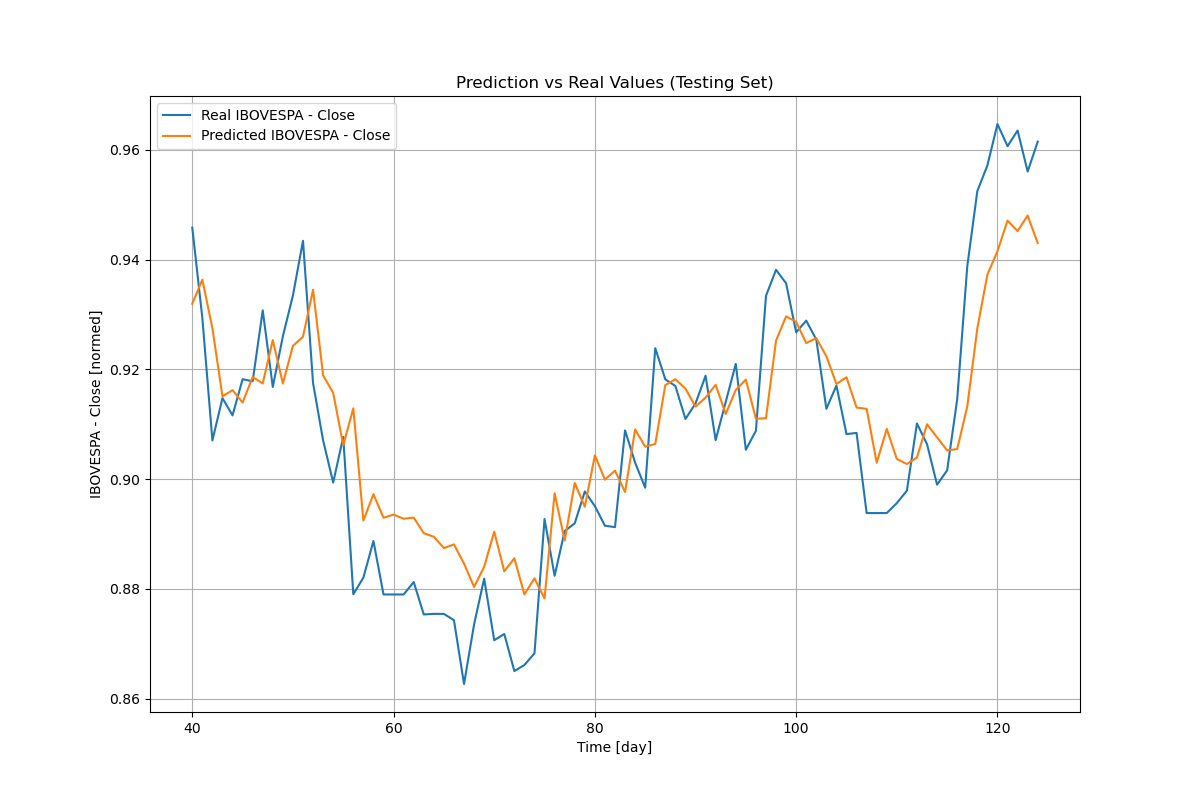 Prediction vs Real Values (Testing Set)
Real IBOVESPA - Close
Predicted IBOVESPA - Close
IBOVESPA - Close [normed]
0.96
0.94
0.92
0.90
0.88
0.86
40 60 80 100 120
Time [day]